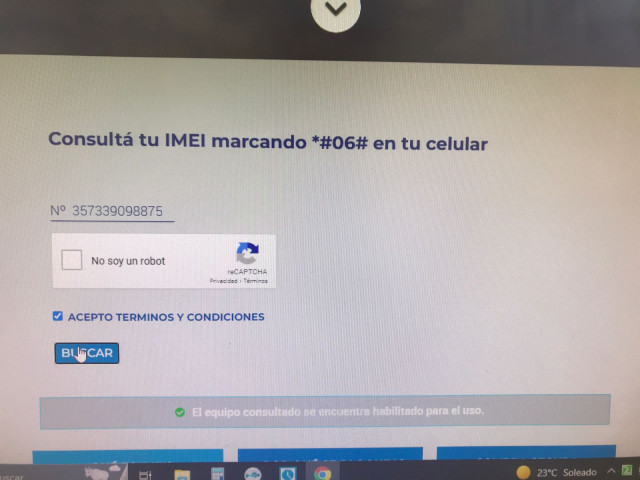 Consultá tu IMEI marcando *#06# en tu celular
Nº 357339098875
No soy un robot
reCAPTCHA
Privacidad - Términos
ACEPTO TERMINOS Y CONDICIONES
BUSCAR
El equipo consultado se encuentra habilitado para el uso.
23°C Soleado